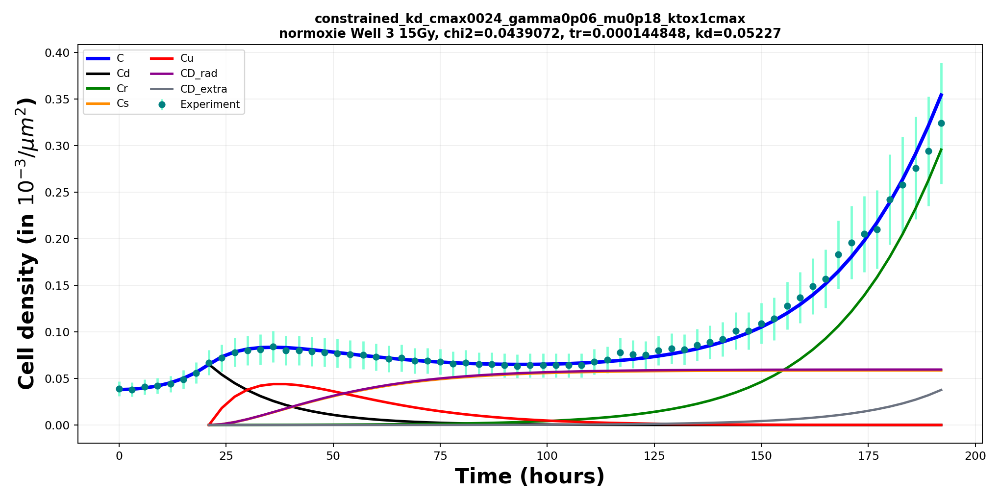 constrained_kd_cmax0024_gamma0p06_mu0p18_ktox1cmax
normoxie Well 3 15Gy, chi2=0.0439072, tr=0.000144848, kd=0.05227
C
Cd
Cr
Cs
Cu
CD_rad
CD_extra
Experiment
Cell density (in 10⁻³/μm²)
0.40
0.35
0.30
0.25
0.20
0.15
0.10
0.05
0.00
0 25 50 75 100 125 150 175 200
Time (hours)